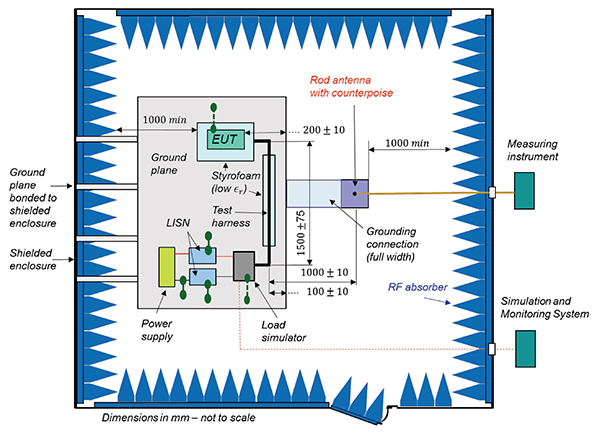 Rod antenna
with counterpoise
1000 min
200 ± 10
1000 min
EUT
Measuring
instrument
Ground
plane
Styrofoam
(low ϵr)
Test
harness
Ground
plane
bonded to
shielded
enclosure
1500 ±75
Grounding
connection
(full width)
LISN
Shielded
enclosure
1000 ± 10
100 ± 10
RF absorber
Simulation and
Monitoring System
Power
supply
Load
simulator
Dimensions in mm – not to scale